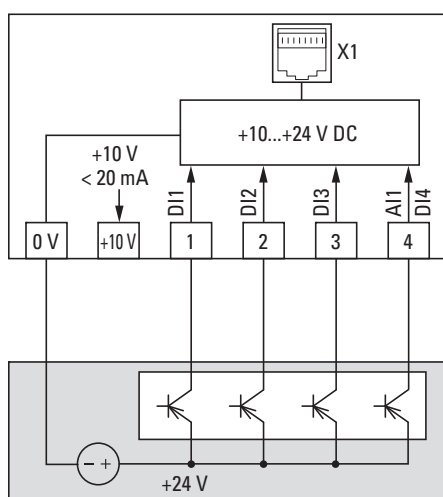 X1
+10...+24 V DC
+10 V
< 20 mA
DI1
DI2
DI3
AI1
DI4
0 V
+10 V
1
2
3
4
− +
+24 V